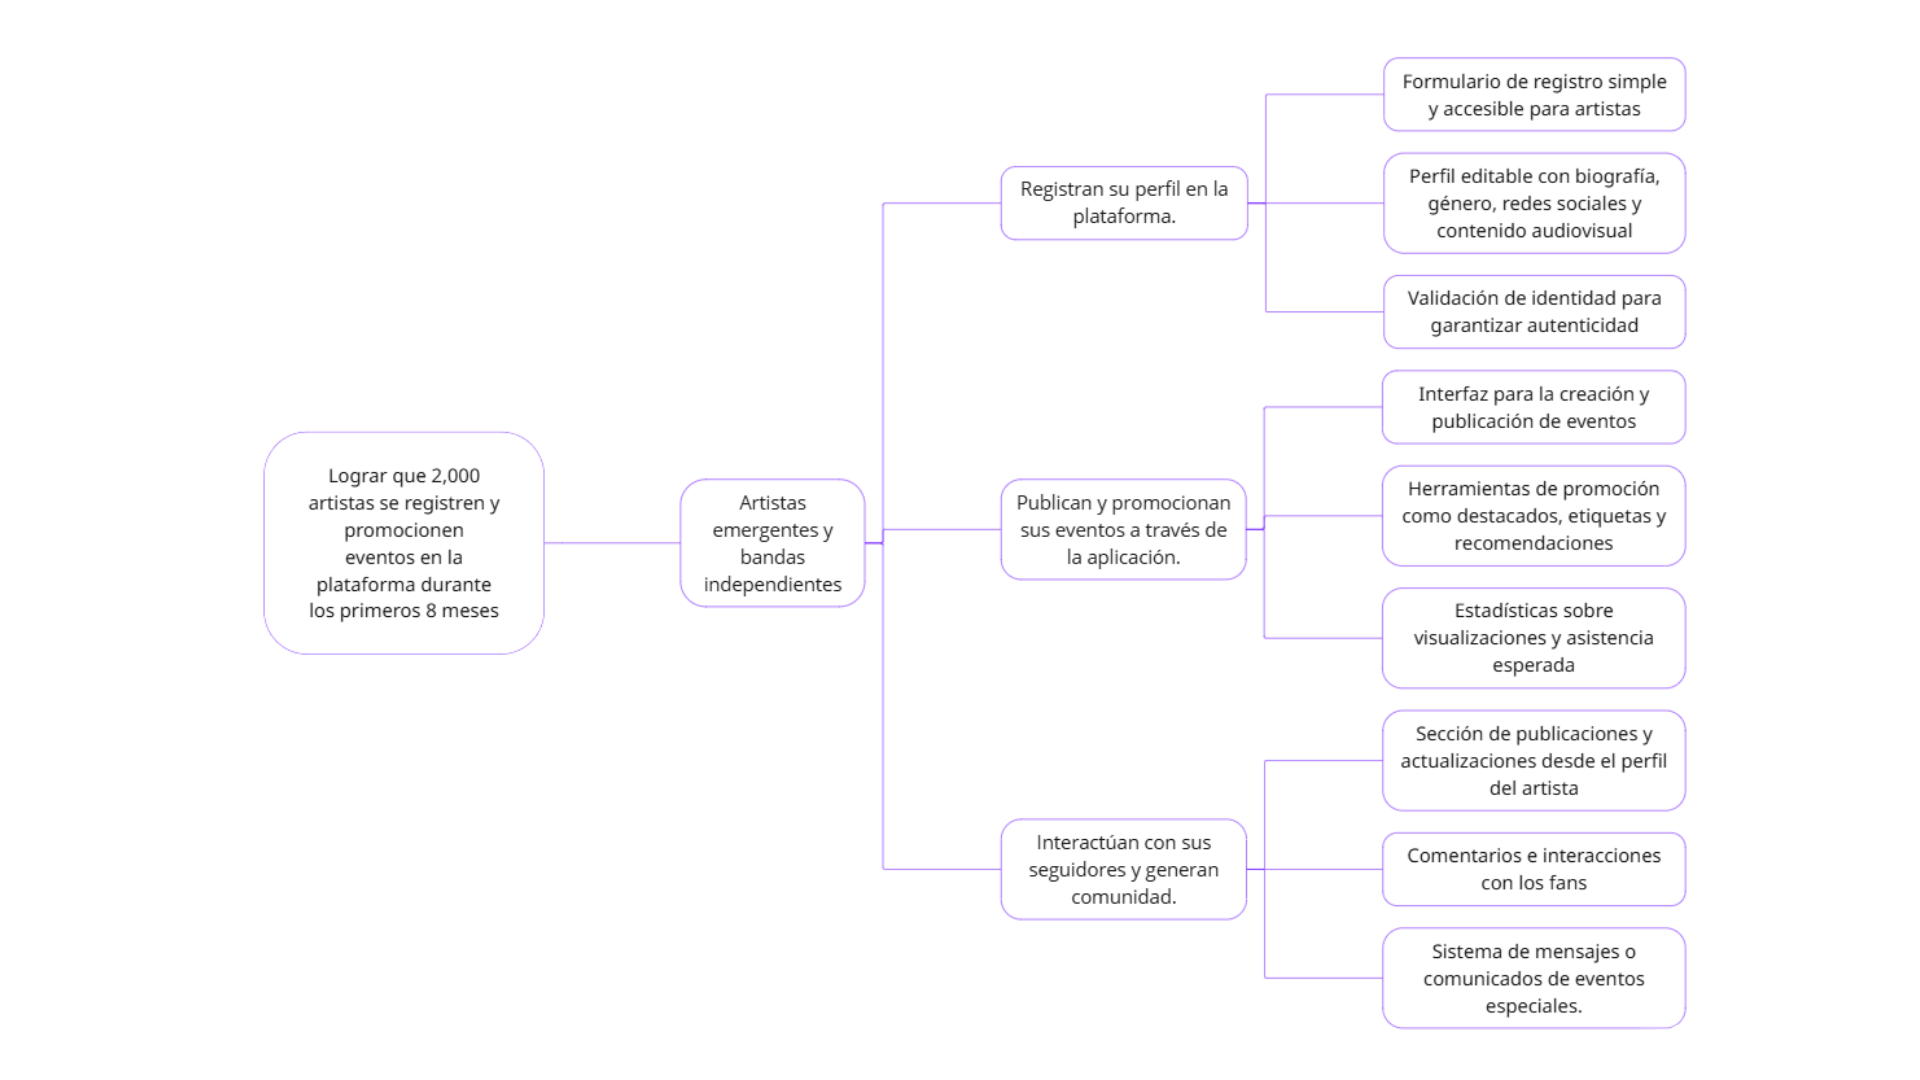 Lograr que 2,000
artistas se registren y
promocionen
eventos en la
plataforma durante
los primeros 8 meses
Artistas
emergentes y
bandas
independientes
Registran su perfil en la
plataforma.
Formulario de registro simple
y accesible para artistas
Perfil editable con biografía,
género, redes sociales y
contenido audiovisual
Validación de identidad para
garantizar autenticidad
Publican y promocionan
sus eventos a través de
la aplicación.
Interfaz para la creación y
publicación de eventos
Herramientas de promoción
como destacados, etiquetas y
recomendaciones
Estadísticas sobre
visualizaciones y asistencia
esperada
Interactúan con sus
seguidores y generan
comunidad.
Sección de publicaciones y
actualizaciones desde el perfil
del artista
Comentarios e interacciones
con los fans
Sistema de mensajes o
comunicados de eventos
especiales.